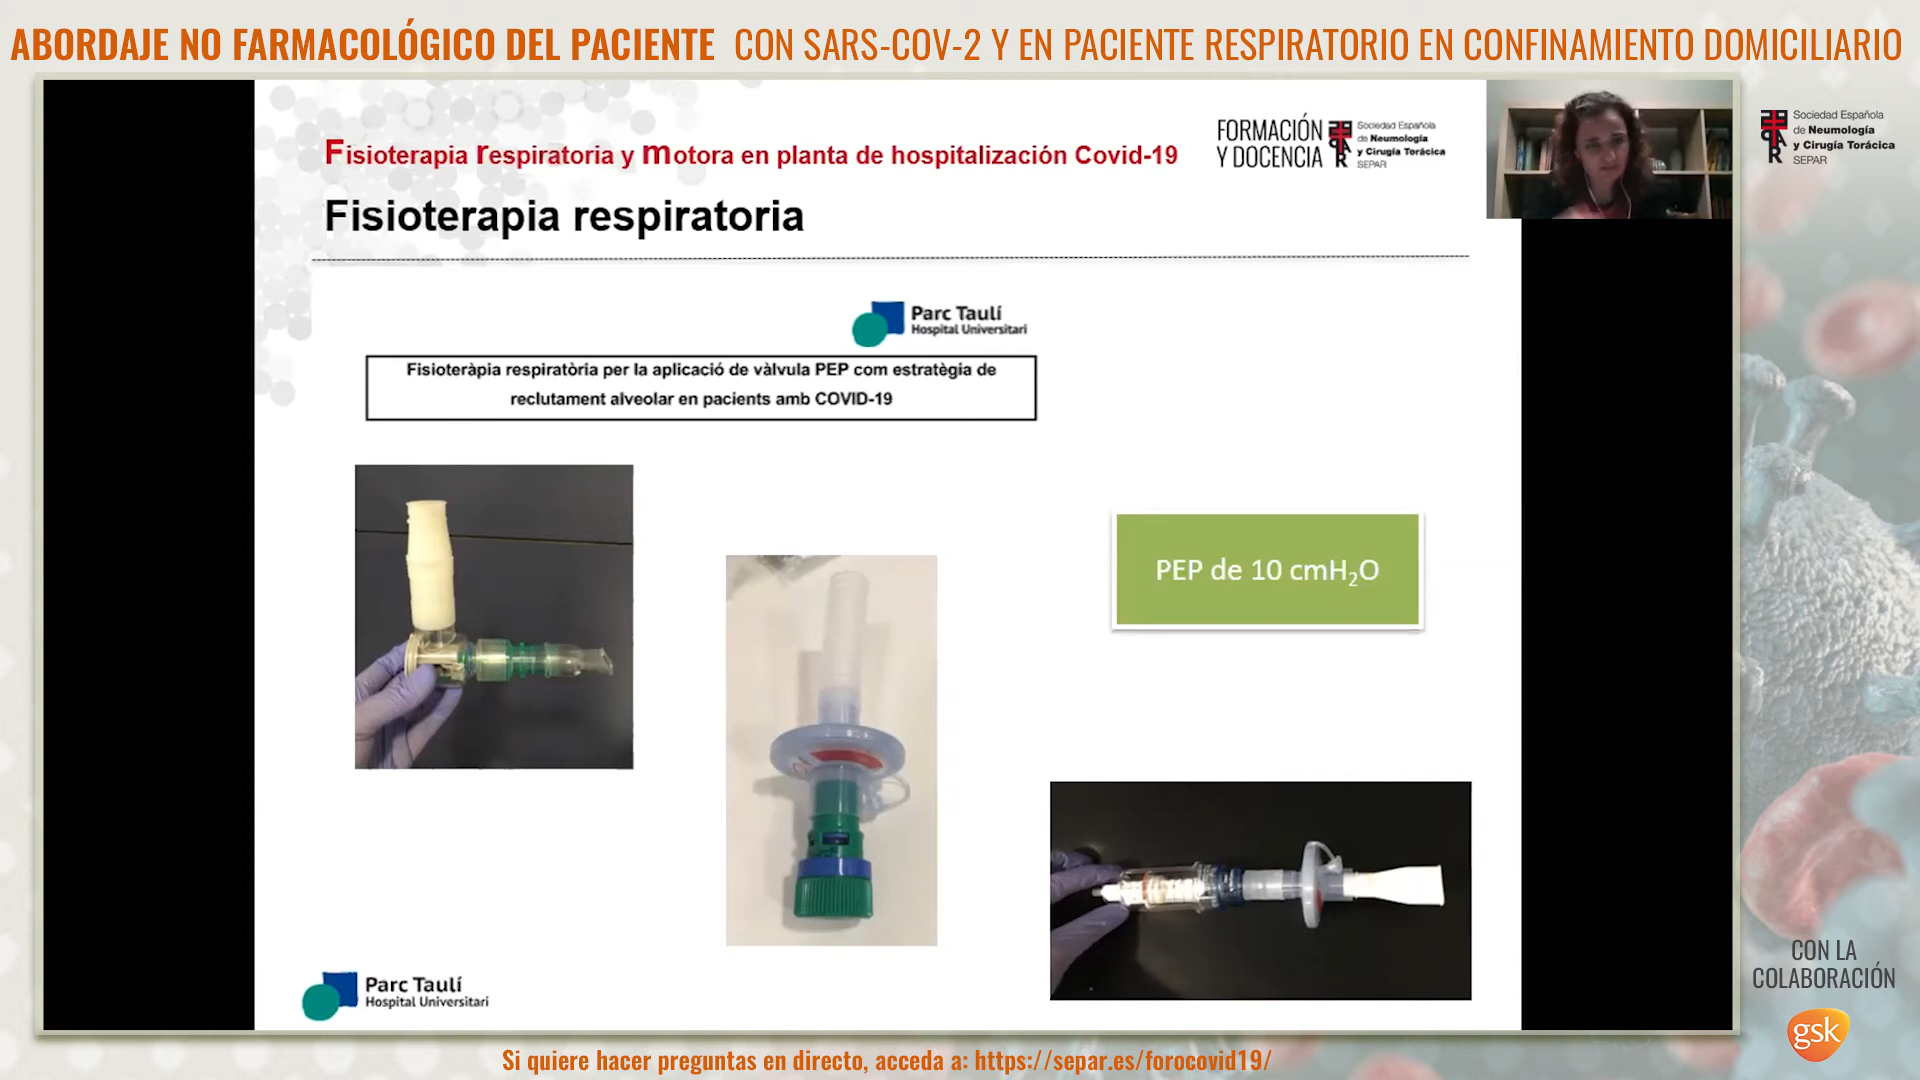 ABORDAJE NO FARMACOLÓGICO DEL PACIENTE CON SARS-COV-2 Y EN PACIENTE RESPIRATORIO EN CONFINAMIENTO DOMICILIARIO
Fisioterapia respiratoria y motora en planta de hospitalización Covid-19
FORMACIÓN
Y DOCENCIA
Sociedad Española
de Neumología
y Cirugía Torácica
SEPAR
Sociedad Española
de Neumología
y Cirugía Torácica
SEPAR
Fisioterapia respiratoria
Parc Taulí
Hospital Universitari
Fisioteràpia respiratòria per la aplicació de vàlvula PEP com estratègia de
reclutament alveolar en pacients amb COVID-19
PEP de 10 cmH₂O
Parc Taulí
Hospital Universitari
CON LA
COLABORACIÓN
gsk
Si quiere hacer preguntas en directo, acceda a: https://separ.es/forocovid19/